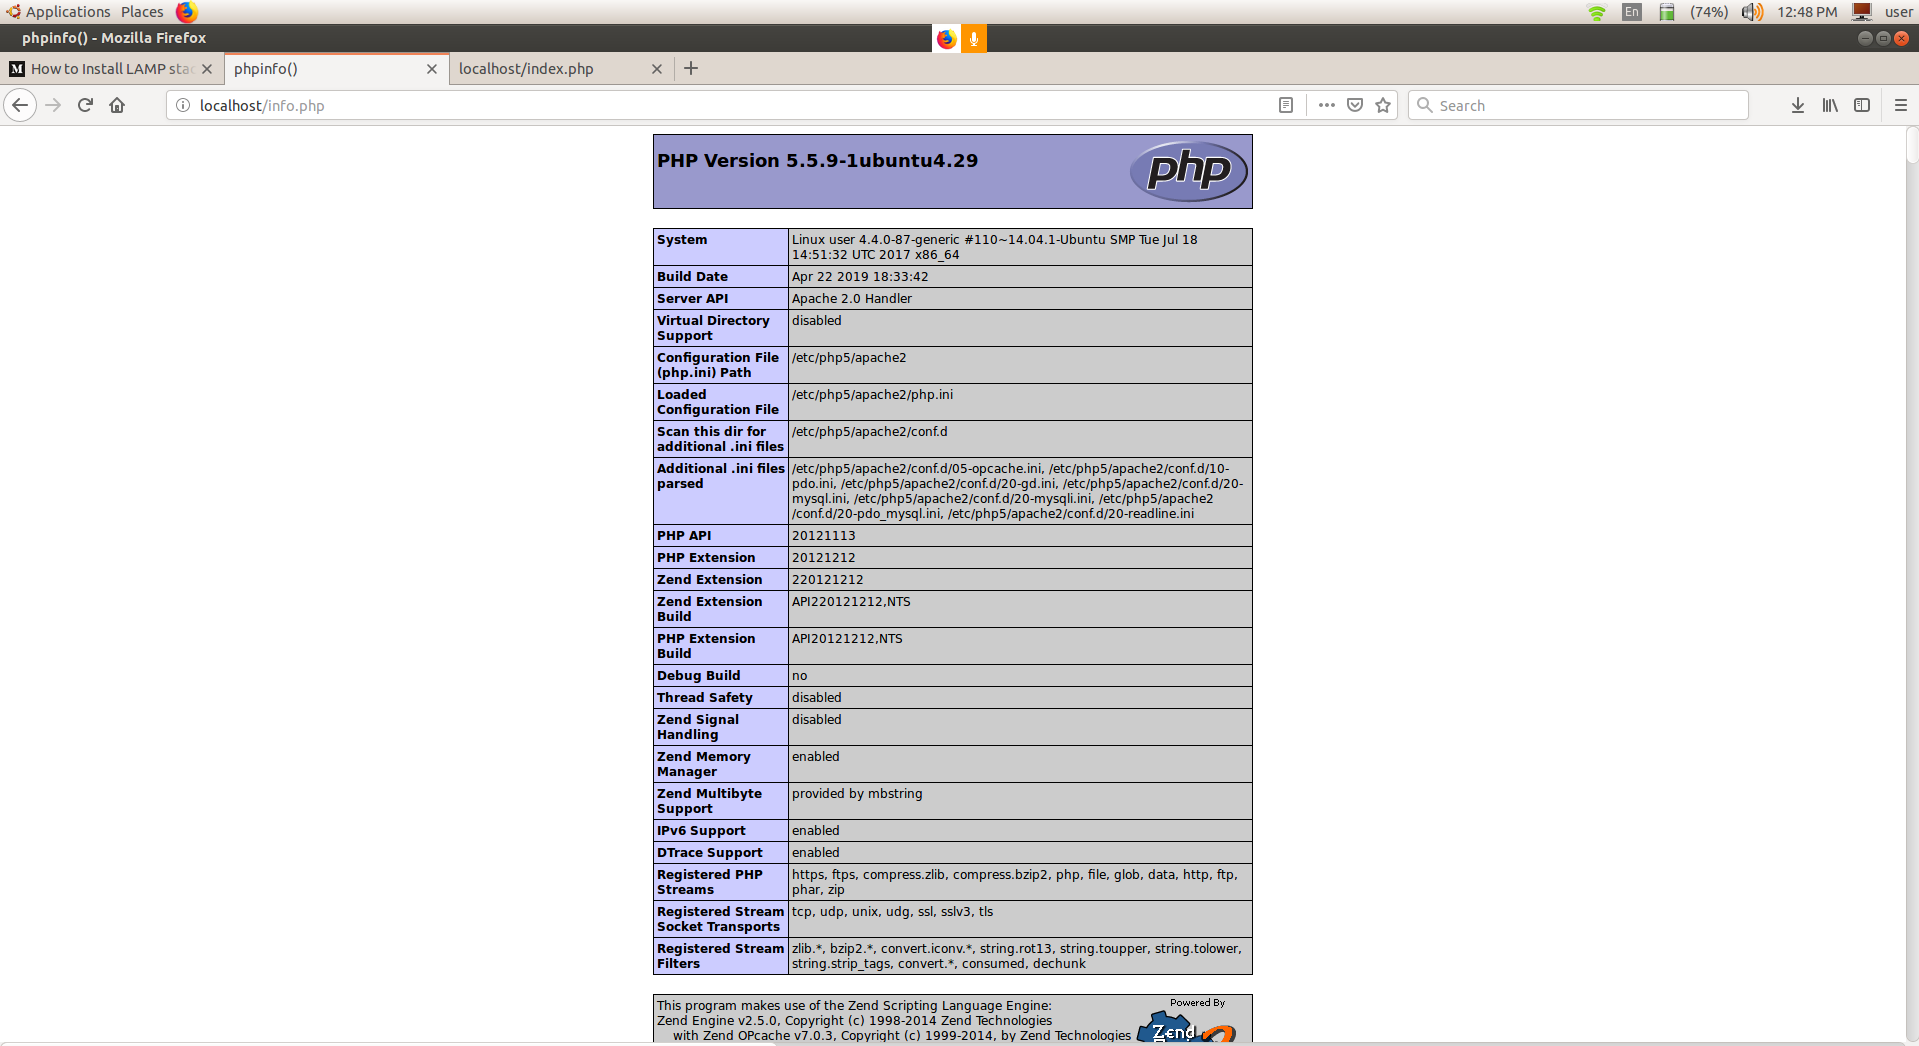 Applications Places En (74%) 12:48 PM user
phpinfo() - Mozilla Firefox
M How to Install LAMP sta phpinfo() localhost/index.php
localhost/info.php Search
PHP Version 5.5.9-1ubuntu4.29 php
System Linux user 4.4.0-87-generic #110~14.04.1-Ubuntu SMP Tue Jul 18
14:51:32 UTC 2017 x86_64
Build Date Apr 22 2019 18:33:42
Server API Apache 2.0 Handler
Virtual Directory disabled
Support
Configuration File /etc/php5/apache2
(php.ini) Path
Loaded /etc/php5/apache2/php.ini
Configuration File
Scan this dir for /etc/php5/apache2/conf.d
additional .ini files
Additional .ini files /etc/php5/apache2/conf.d/05-opcache.ini, /etc/php5/apache2/conf.d/10-
parsed pdo.ini, /etc/php5/apache2/conf.d/20-gd.ini, /etc/php5/apache2/conf.d/20-
mysql.ini, /etc/php5/apache2/conf.d/20-mysqli.ini, /etc/php5/apache2
/conf.d/20-pdo_mysql.ini, /etc/php5/apache2/conf.d/20-readline.ini
PHP API 20121113
PHP Extension 20121212
Zend Extension 220121212
Zend Extension API220121212,NTS
Build
PHP Extension API20121212,NTS
Build
Debug Build no
Thread Safety disabled
Zend Signal disabled
Handling
Zend Memory enabled
Manager
Zend Multibyte provided by mbstring
Support
IPv6 Support enabled
DTrace Support enabled
Registered PHP https, ftps, compress.zlib, compress.bzip2, php, file, glob, data, http, ftp,
Streams phar, zip
Registered Stream tcp, udp, unix, udg, ssl, sslv3, tls
Socket Transports
Registered Stream zlib.*, bzip2.*, convert.iconv.*, string.rot13, string.toupper, string.tolower,
Filters string.strip_tags, convert.*, consumed, dechunk
This program makes use of the Zend Scripting Language Engine: Powered By
Zend Engine v2.5.0, Copyright (c) 1998-2014 Zend Technologies
with Zend OPcache v7.0.3, Copyright (c) 1999-2014, by Zend Technologies Zend